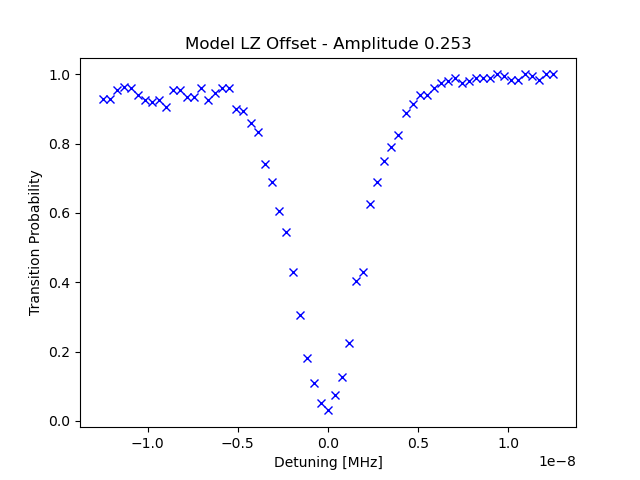 Model LZ Offset - Amplitude 0.253
Transition Probability
1.0
0.8
0.6
0.4
0.2
0.0
−1.0 −0.5 0.0 0.5 1.0
1e−8
Detuning [MHz]